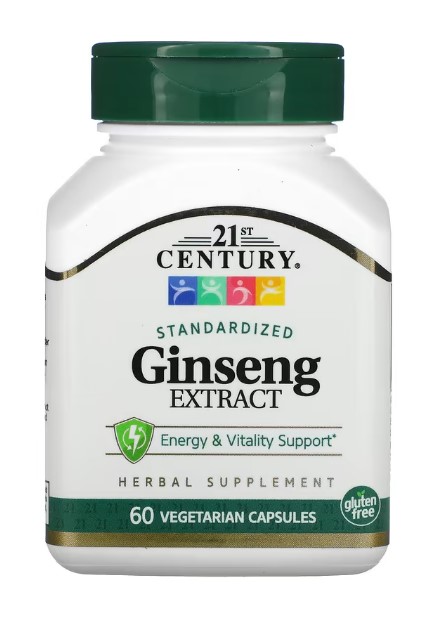 21ST
CENTURY®
STANDARDIZED
Ginseng
EXTRACT
Energy & Vitality Support*
HERBAL SUPPLEMENT
gluten
free
60 VEGETARIAN CAPSULES